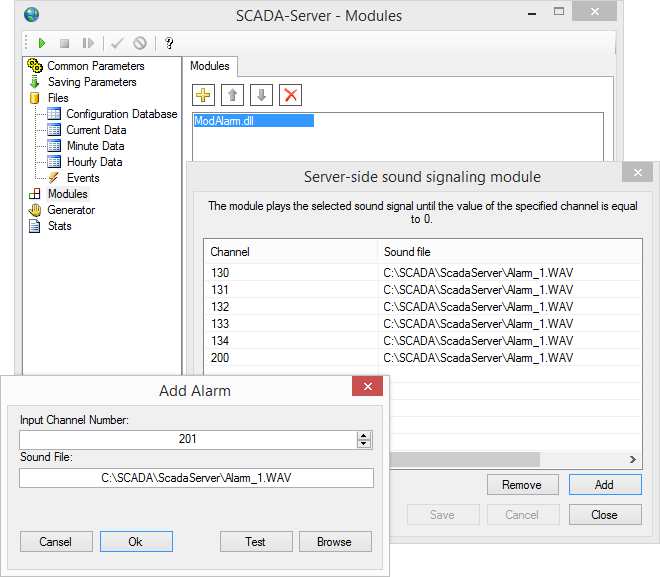 SCADA-Server - Modules
Common Parameters
Saving Parameters
Files
Configuration Database
Current Data
Minute Data
Hourly Data
Events
Modules
Generator
Stats
Modules
ModAlarm.dll
Server-side sound signaling module
The module plays the selected sound signal until the value of the specified channel is equal
to 0.
Channel Sound file
130 C:\SCADA\ScadaServer\Alarm_1.WAV
131 C:\SCADA\ScadaServer\Alarm_1.WAV
132 C:\SCADA\ScadaServer\Alarm_1.WAV
133 C:\SCADA\ScadaServer\Alarm_1.WAV
134 C:\SCADA\ScadaServer\Alarm_1.WAV
200 C:\SCADA\ScadaServer\Alarm_1.WAV
Remove Add
Save Cancel Close
Add Alarm
Input Channel Number:
201
Sound File:
C:\SCADA\ScadaServer\Alarm_1.WAV
Cansel Ok Test Browse